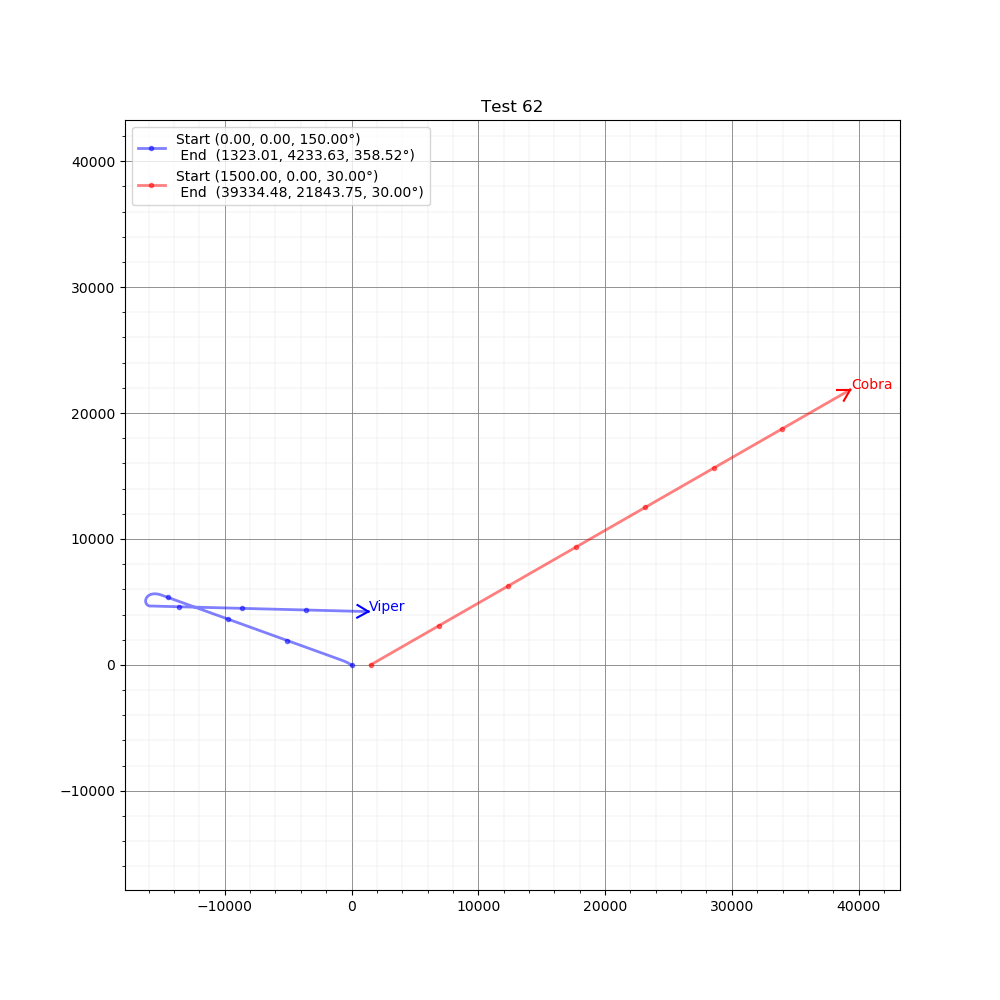 Test 62
Start (0.00, 0.00, 150.00°)
End  (1323.01, 4233.63, 358.52°)
Start (1500.00, 0.00, 30.00°)
End  (39334.48, 21843.75, 30.00°)
40000
30000
20000
10000
0
−10000
Cobra
Viper
−10000
0
10000
20000
30000
40000